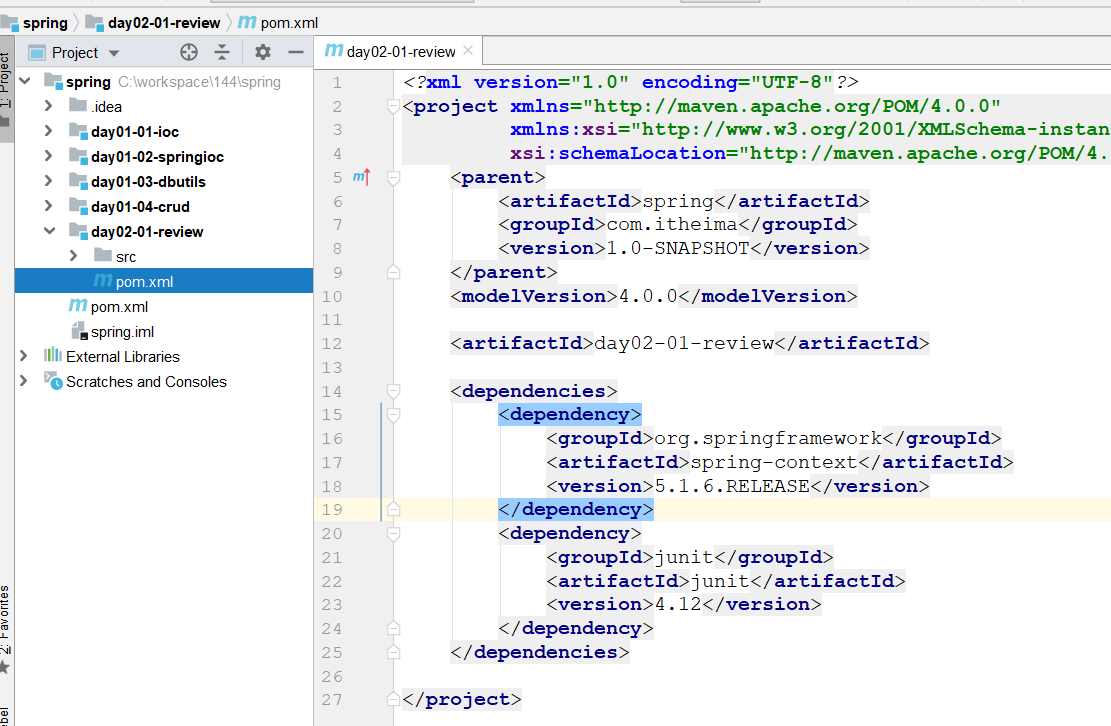 spring day02-01-review pom.xml
Project
day02-01-review
1: Project
spring C:\workspace\144\spring
.idea
day01-01-ioc
day01-02-springioc
day01-03-dbutils
day01-04-crud
day02-01-review
src
pom.xml
pom.xml
spring.iml
External Libraries
Scratches and Consoles
2: Favorites
1 <?xml version="1.0" encoding="UTF-8"?>
2 <project xmlns="http://maven.apache.org/POM/4.0.0"
3 xmlns:xsi="http://www.w3.org/2001/XMLSchema-instan
4 xsi:schemaLocation="http://maven.apache.org/POM/4.
5 <parent>
6 <artifactId>spring</artifactId>
7 <groupId>com.itheima</groupId>
8 <version>1.0-SNAPSHOT</version>
9 </parent>
10 <modelVersion>4.0.0</modelVersion>
11
12 <artifactId>day02-01-review</artifactId>
13
14 <dependencies>
15 <dependency>
16 <groupId>org.springframework</groupId>
17 <artifactId>spring-context</artifactId>
18 <version>5.1.6.RELEASE</version>
19 </dependency>
20 <dependency>
21 <groupId>junit</groupId>
22 <artifactId>junit</artifactId>
23 <version>4.12</version>
24 </dependency>
25 </dependencies>
26
27 </project>